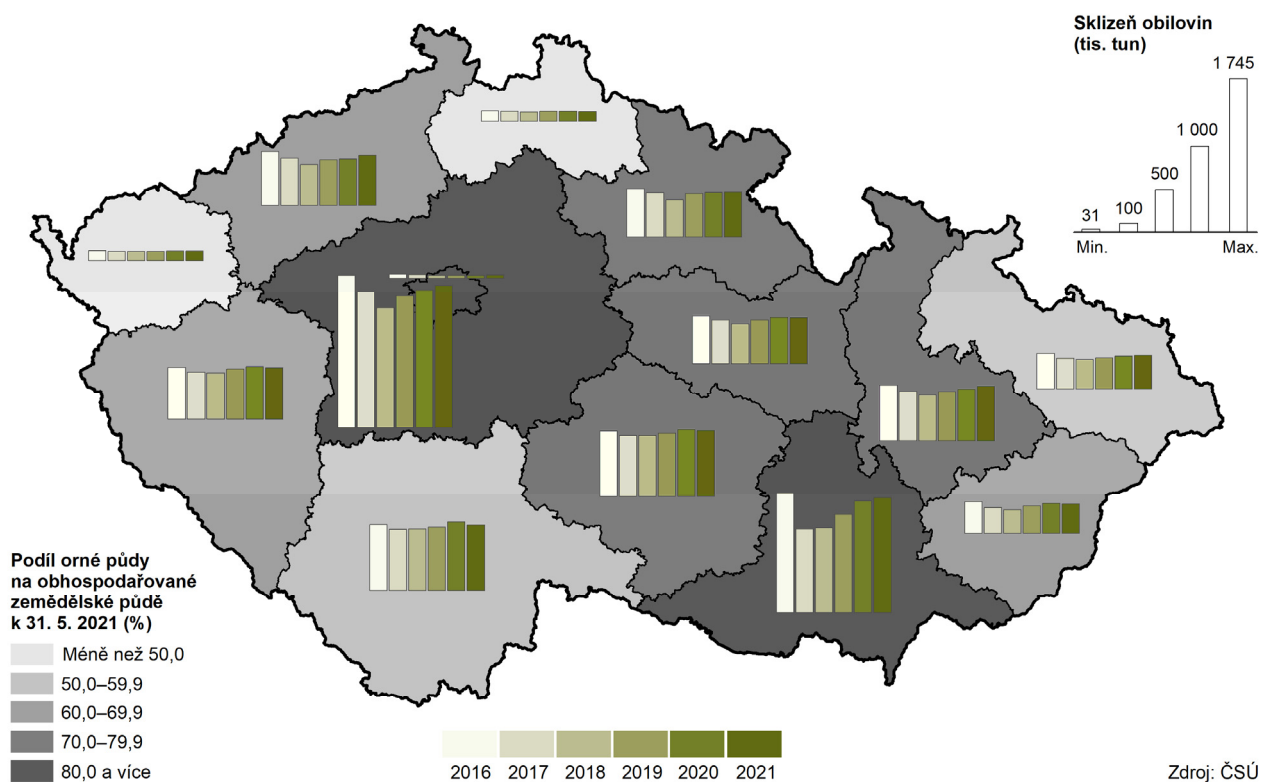 Sklizeň obilovin
(tis. tun)
1 745
1 000
500
100
31
Min.
Max.
Podíl orné půdy
na obhospodařované
zemědělské půdě
k 31. 5. 2021 (%)
Méně než 50,0
50,0–59,9
60,0–69,9
70,0–79,9
80,0 a více
2016 2017 2018 2019 2020 2021
Zdroj: ČSÚ